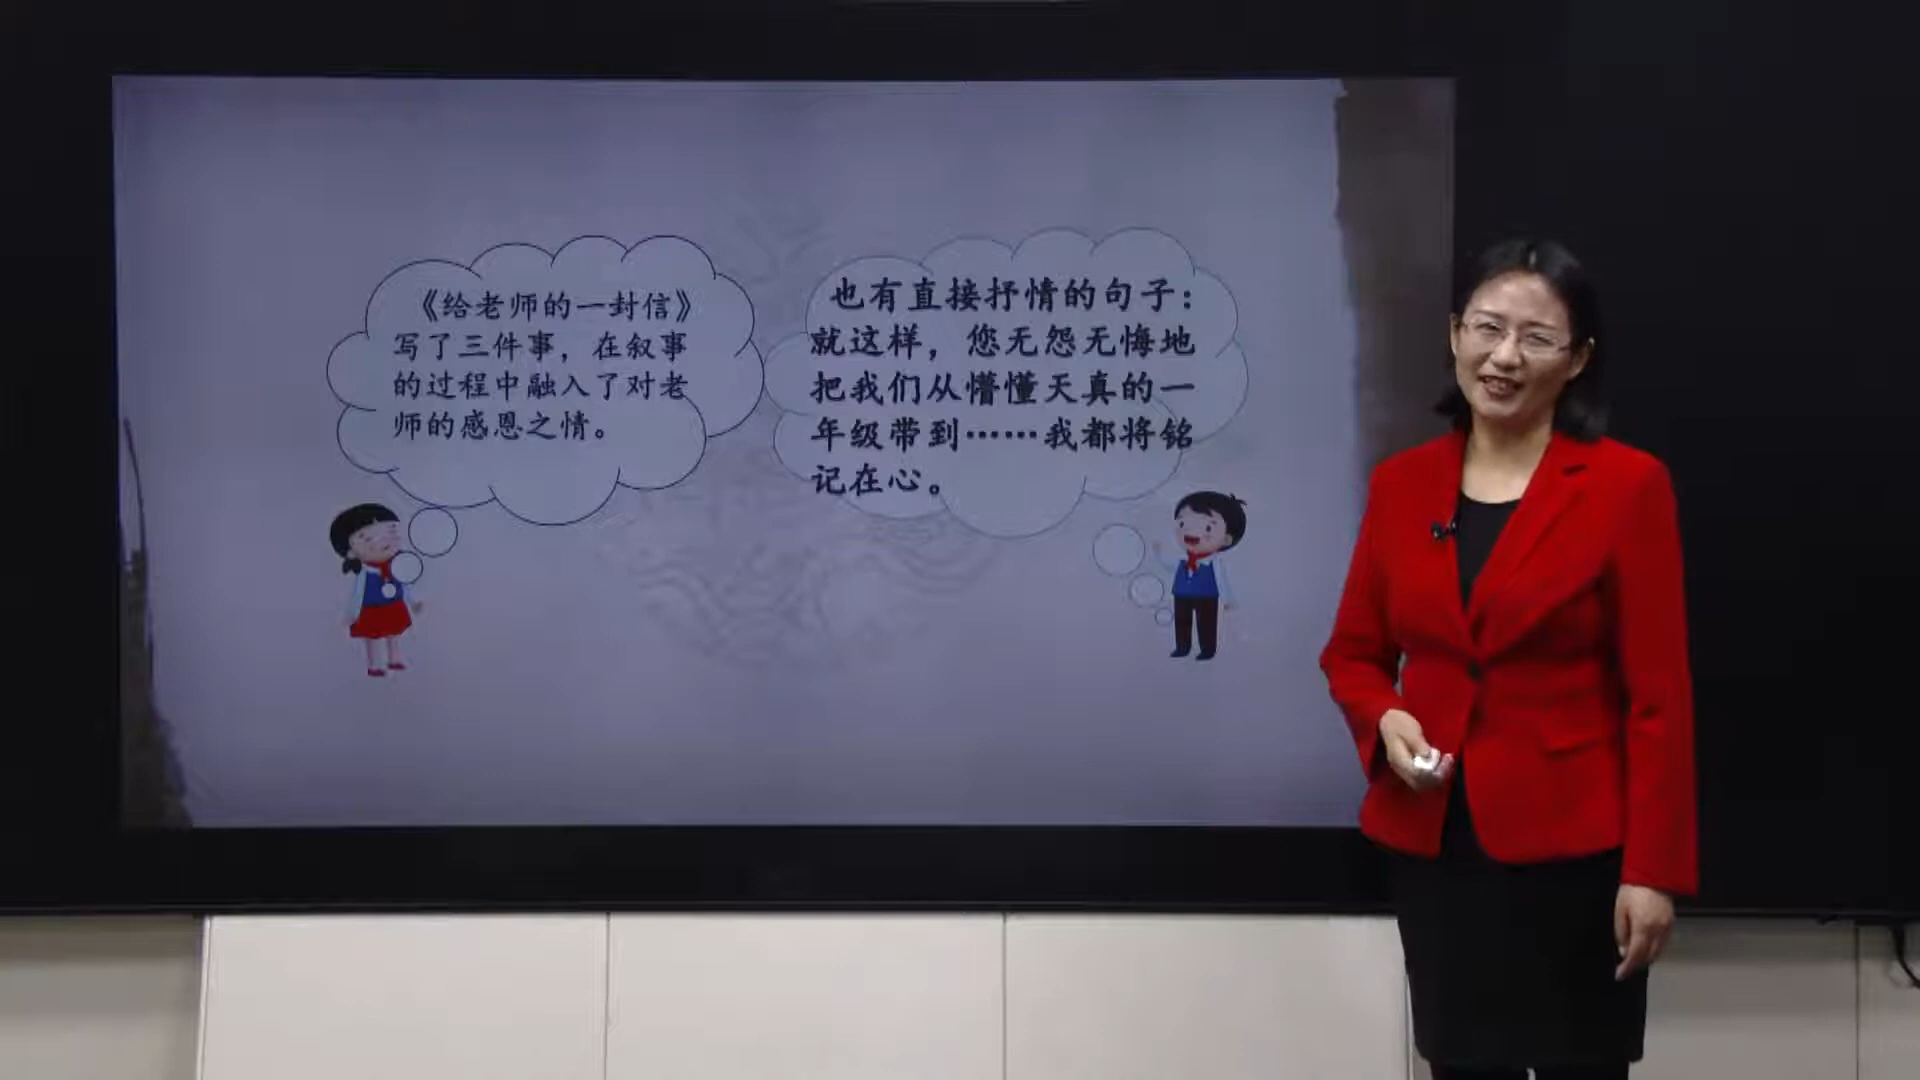 《给老师的一封信》
写了三件事，在叙事
的过程中融入了对老
师的感恩之情。
也有直接抒情的句子：
就这样，您无怨无悔地
把我们从懵懂天真的一
年级带到……我都将铭
记在心。